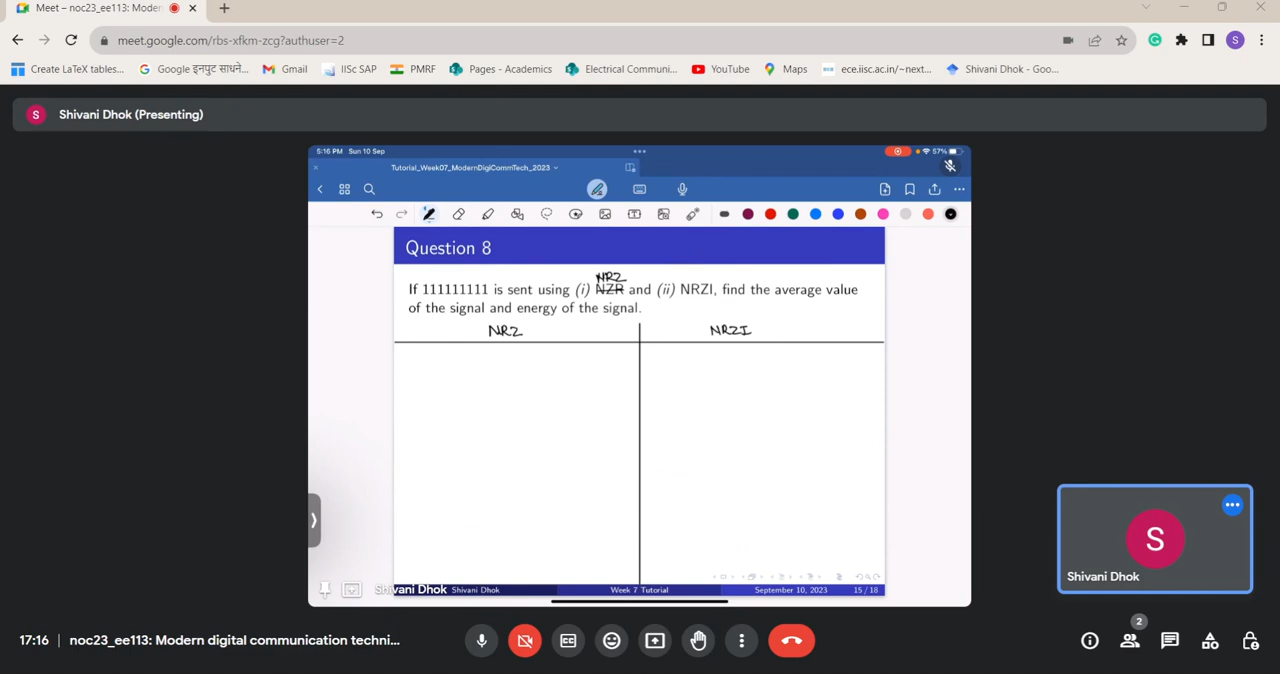 Meet – noc23_ee113: Modern
meet.google.com/rbs-xfkm-zcg?authuser=2
Create LaTeX tables... Google इनपुट साधने... Gmail IISc SAP PMRF Pages - Academics Electrical Communi... YouTube Maps ece.iisc.ac.in/~next... Shivani Dhok - Goo...
S Shivani Dhok (Presenting)
5:16 PM Sun 10 Sep 57%
Tutorial_Week07_ModernDigiCommTech_2023
Question 8
NRZ
If 111111111 is sent using (i) NZR and (ii) NRZI, find the average value
of the signal and energy of the signal.
NRZ NRZI
Shivani Dhok Shivani Dhok Week 7 Tutorial September 10, 2023 15 / 18
S
Shivani Dhok
17:16 | noc23_ee113: Modern digital communication techni...
2